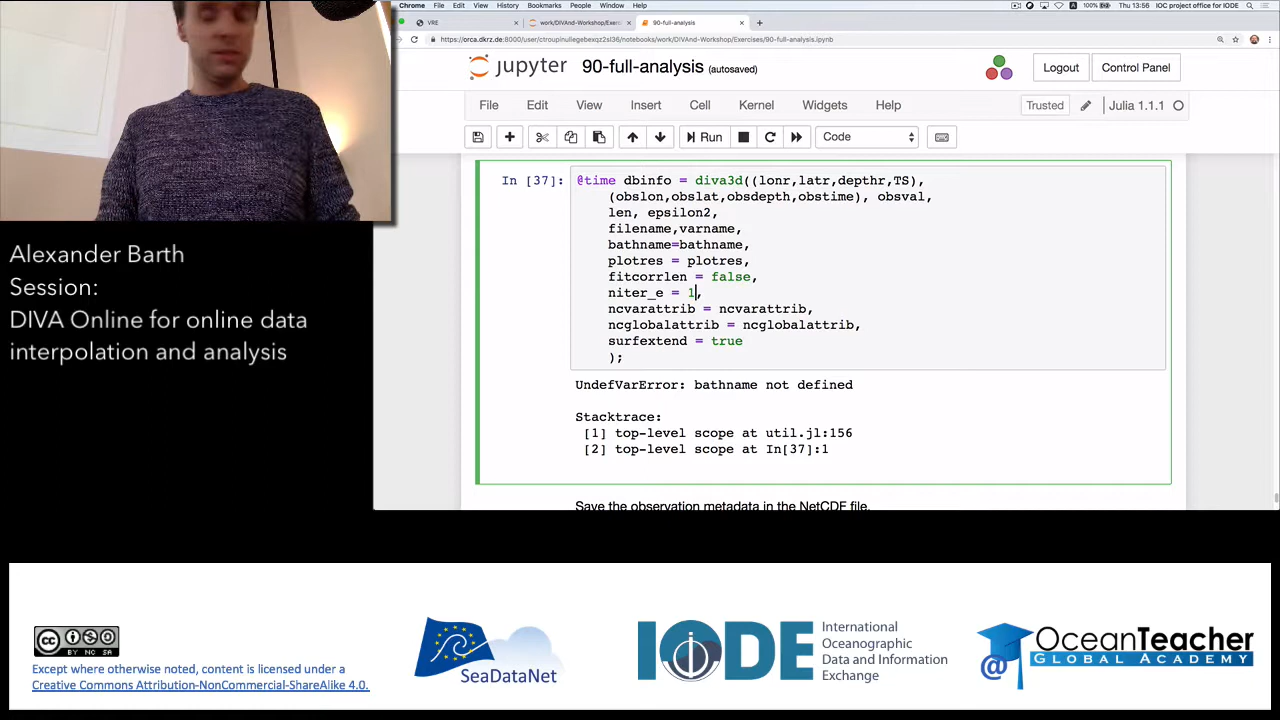 Chrome File Edit View History Bookmarks People Window Help
100% Thu 13:56 IOC project office for IODE
VRE
work/DIVAnd-Workshop/Exerci
90-full-analysis
https://orca.dkrz.de:8000/user/ctroupinuliegebexqz2sl36/notebooks/work/DIVAnd-Workshop/Exercises/90-full-analysis.ipynb
jupyter 90-full-analysis (autosaved)
Logout
Control Panel
File Edit View Insert Cell Kernel Widgets Help
Trusted
Julia 1.1.1
Run
Code
In [37]:
@time dbinfo = diva3d((lonr,latr,depthr,TS),
(obslon,obslat,obsdepth,obstime), obsval,
len, epsilon2,
filename,varname,
bathname=bathname,
plotres = plotres,
fitcorrlen = false,
niter_e = 1,
ncvarattrib = ncvarattrib,
ncglobalattrib = ncglobalattrib,
surfextend = true
);
UndefVarError: bathname not defined
Stacktrace:
[1] top-level scope at util.jl:156
[2] top-level scope at In[37]:1
Save the observation metadata in the NetCDF file.
Alexander Barth
Session:
DIVA Online for online data
interpolation and analysis
cc
BY NC SA
Except where otherwise noted, content is licensed under a
Creative Commons Attribution-NonCommercial-ShareAlike 4.0.
SeaDataNet
IODE
International
Oceanographic
Data and Information
Exchange
@
OceanTeacher
GLOBAL ACADEMY